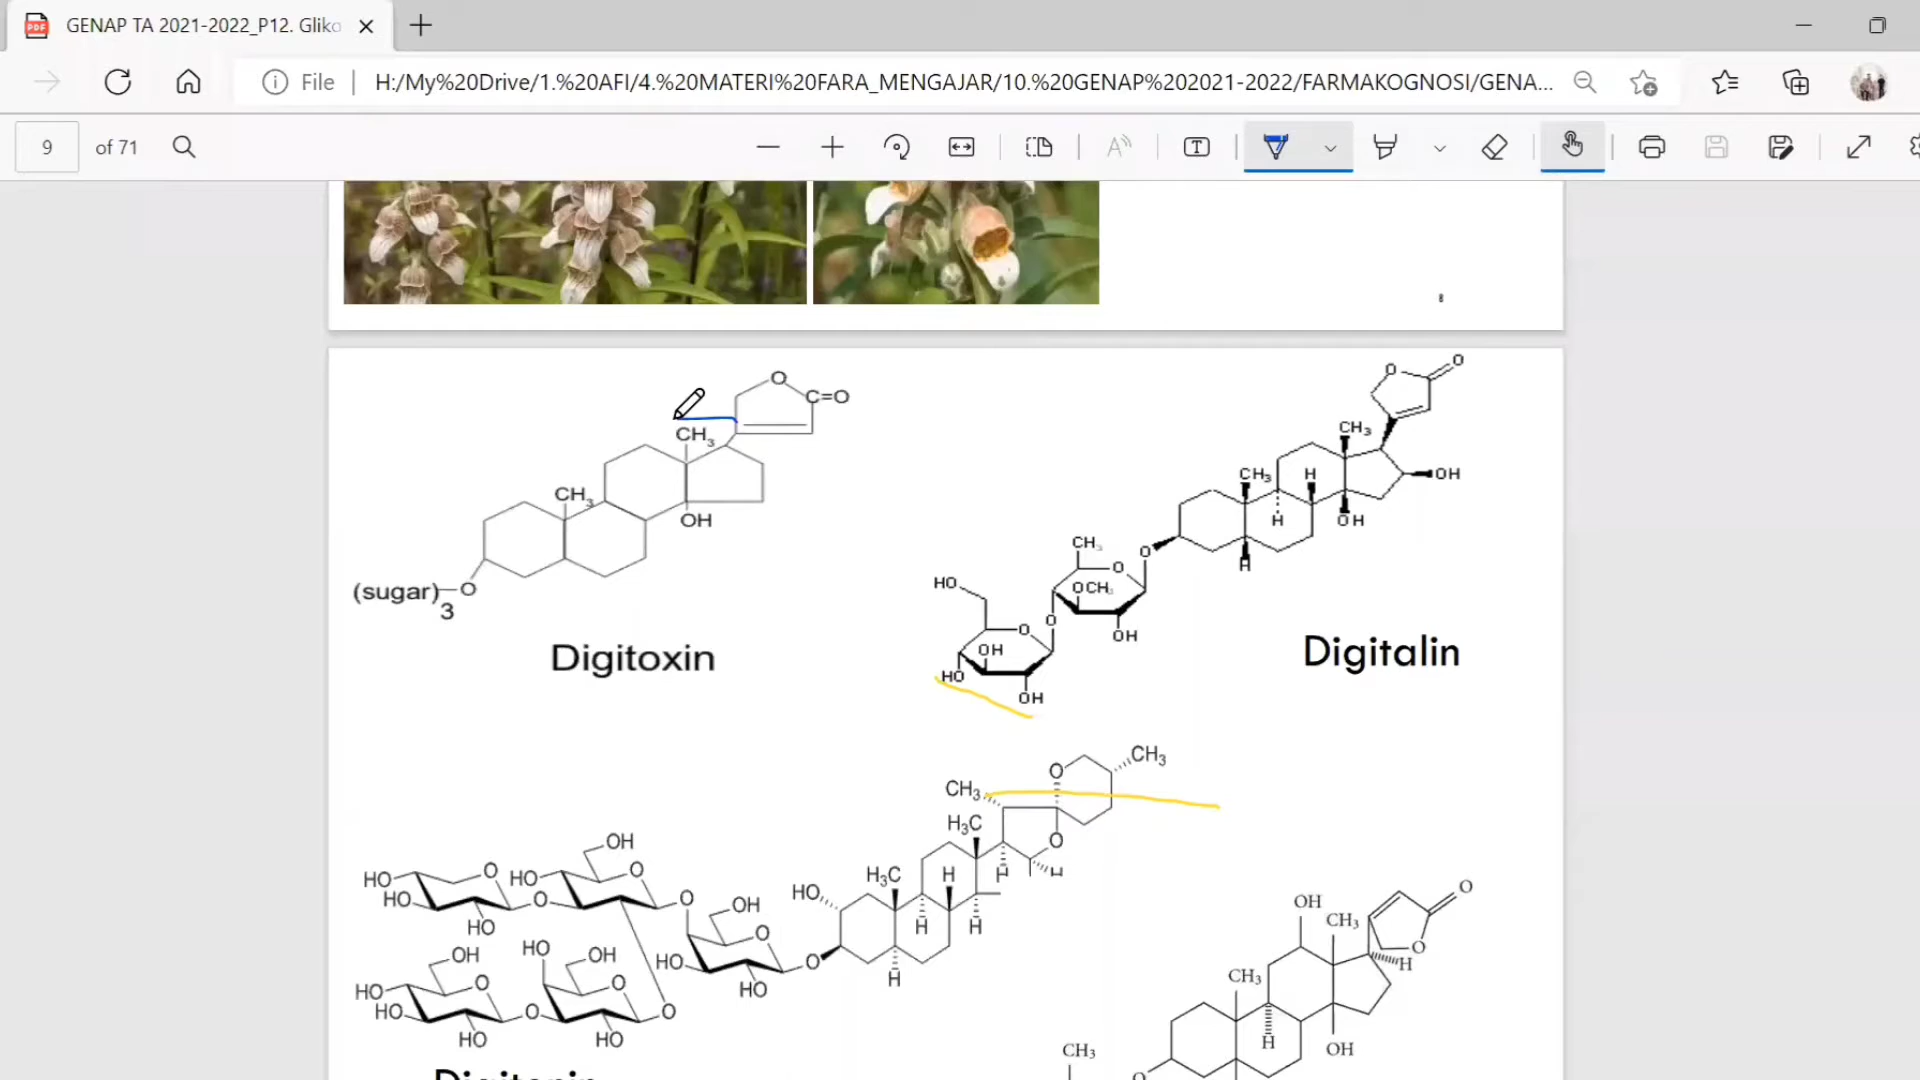 GENAP TA 2021-2022_P12. Gliko
File
H:/My%20Drive/1.%20AFI/4.%20MATERI%20FARA_MENGAJAR/10.%20GENAP%202021-2022/FARMAKOGNOSI/GENA...
9 of 71
8
O
C=O
CH3
CH3
OH
(sugar)3 O
Digitoxin
O
O
CH3
CH3 H OH
H OH
H
CH3
O
O
OCH3
HO
O
OH
O
OH
HO
OH
Digitalin
CH3
O
CH3
H3C
O
H3C H H H
HO
H H
H
OH
HO O HO O
HO O O
HO
OH
HO O
HO O
HO OH OH
HO O O
HO O O
HO HO
OH O
CH3
O
H
CH3
H OH
CH3
O